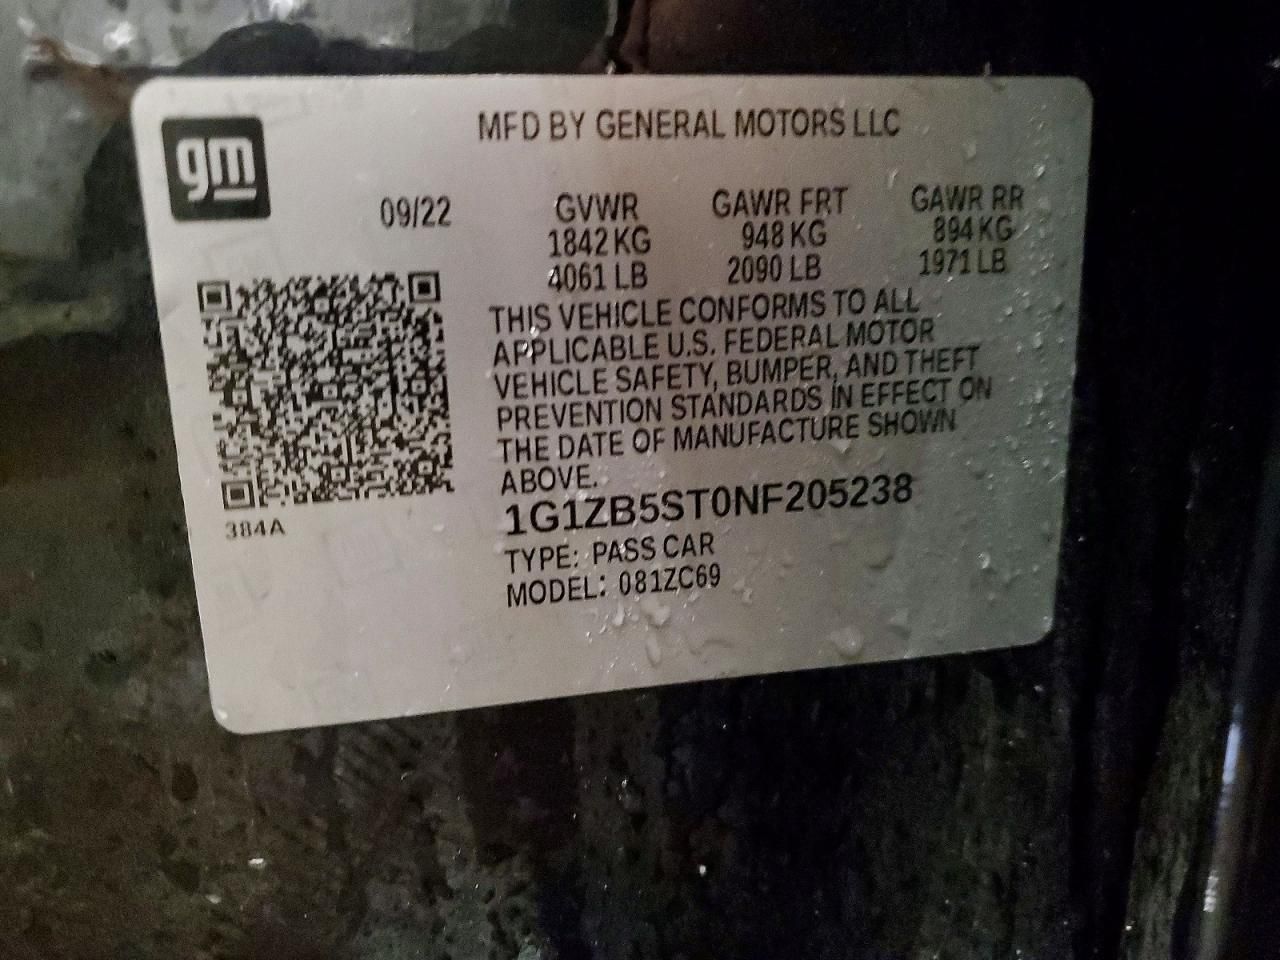 gm
MFD BY GENERAL MOTORS LLC
09/22 GVWR GAWR FRT GAWR RR
1842 KG 948 KG 894 KG
4061 LB 2090 LB 1971 LB
THIS VEHICLE CONFORMS TO ALL
APPLICABLE U.S. FEDERAL MOTOR
VEHICLE SAFETY, BUMPER, AND THEFT
PREVENTION STANDARDS IN EFFECT ON
THE DATE OF MANUFACTURE SHOWN
ABOVE.
1G1ZB5ST0NF205238
384A
TYPE: PASS CAR
MODEL: 081ZC69